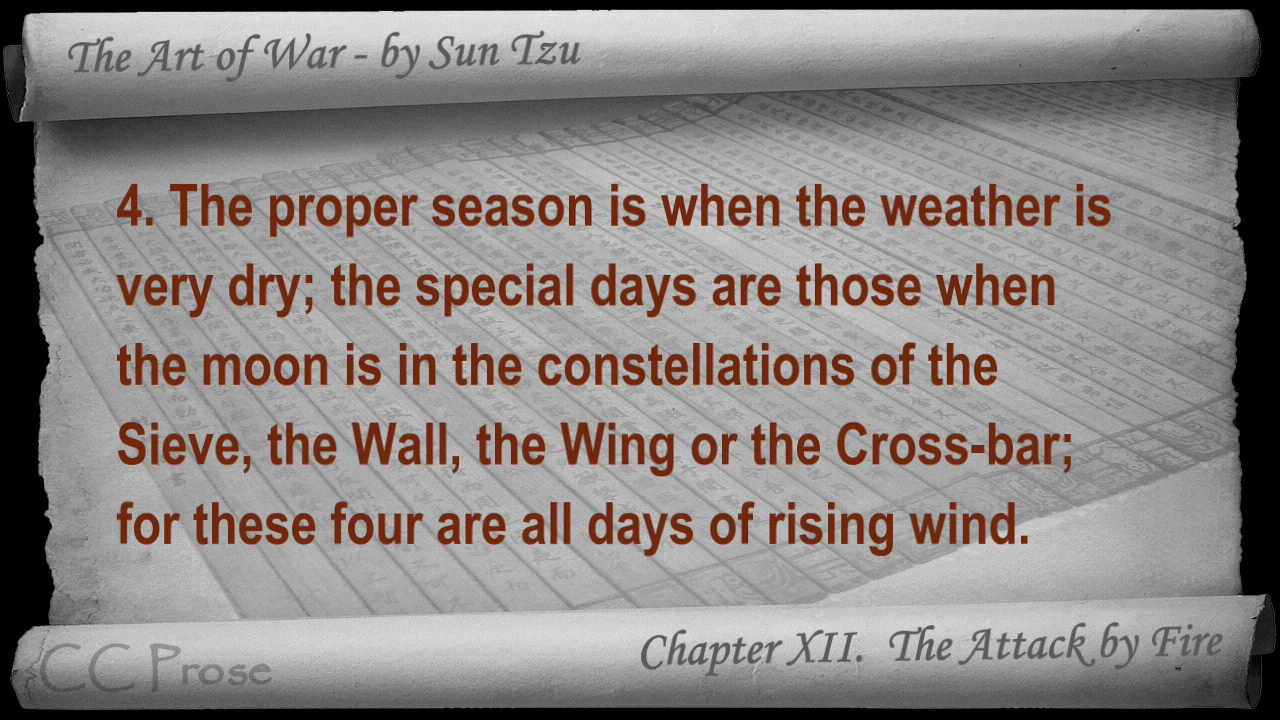 The Art of War - by Sun Tzu
4. The proper season is when the weather is
very dry; the special days are those when
the moon is in the constellations of the
Sieve, the Wall, the Wing or the Cross-bar;
for these four are all days of rising wind.
Chapter XII. The Attack by Fire
CC Prose